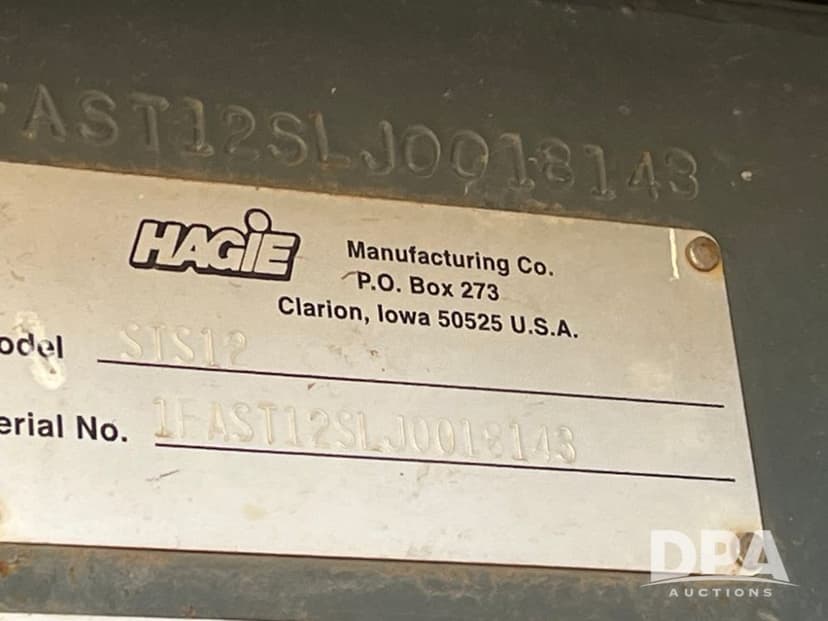 FAST12SLJ0018143
HAGIE
Manufacturing Co.
P.O. Box 273
Clarion, Iowa 50525 U.S.A.
odel STS12
erial No. 1FAST12SLJ0018143
DPA
AUCTIONS